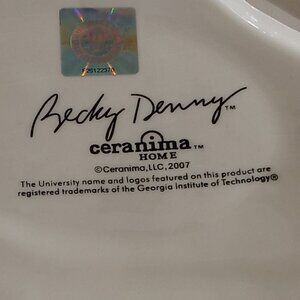 Becky Denny™
ceranima™
HOME
©Ceranima, LLC, 2007
The University name and logos featured on this product are
registered trademarks of the Georgia Institute of Technology®